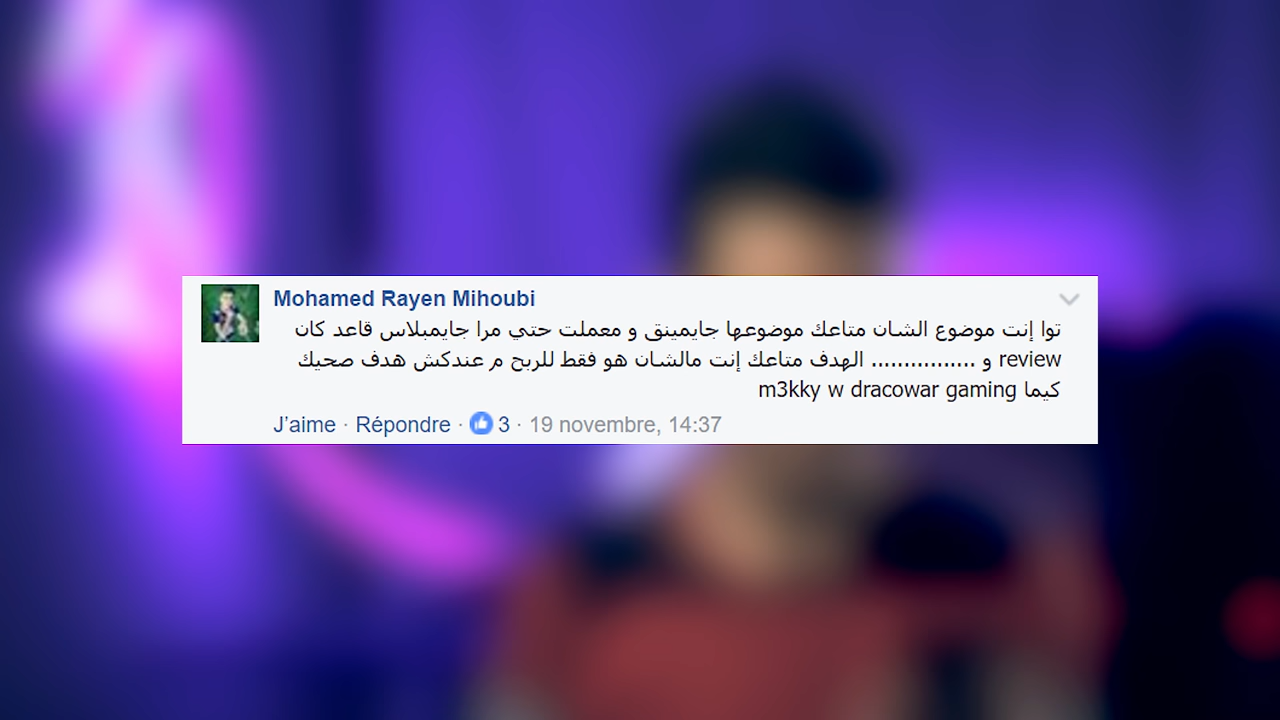 Mohamed Rayen Mihoubi
توا إنت موضوع الشان متاعك موضوعها جايمينق و معملت حتي مرا جايمبلاس قاعد كان
review و ................ الهدف متاعك إنت مالشان هو فقط للربح م عندكش هدف صحيك
كيما m3kky w dracowar gaming
J'aime · Répondre · 3 · 19 novembre, 14:37